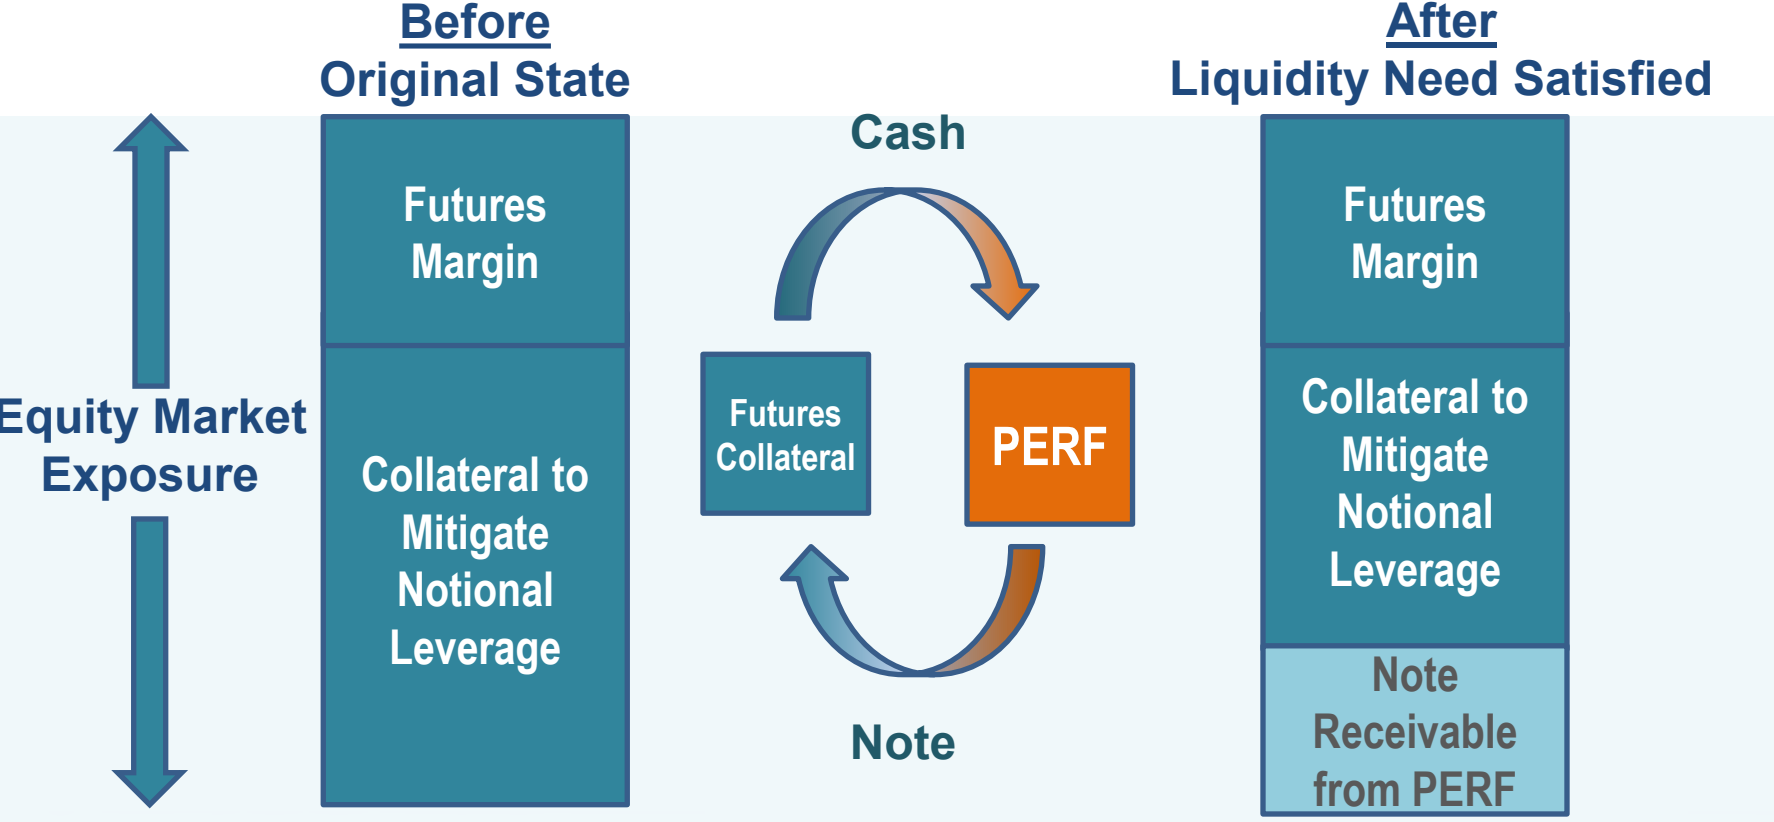 Before
Original State
After
Liquidity Need Satisfied
Equity Market
Exposure
Futures
Margin
Collateral to
Mitigate
Notional
Leverage
Cash
Futures
Collateral
PERF
Note
Futures
Margin
Collateral to
Mitigate
Notional
Leverage
Note
Receivable
from PERF